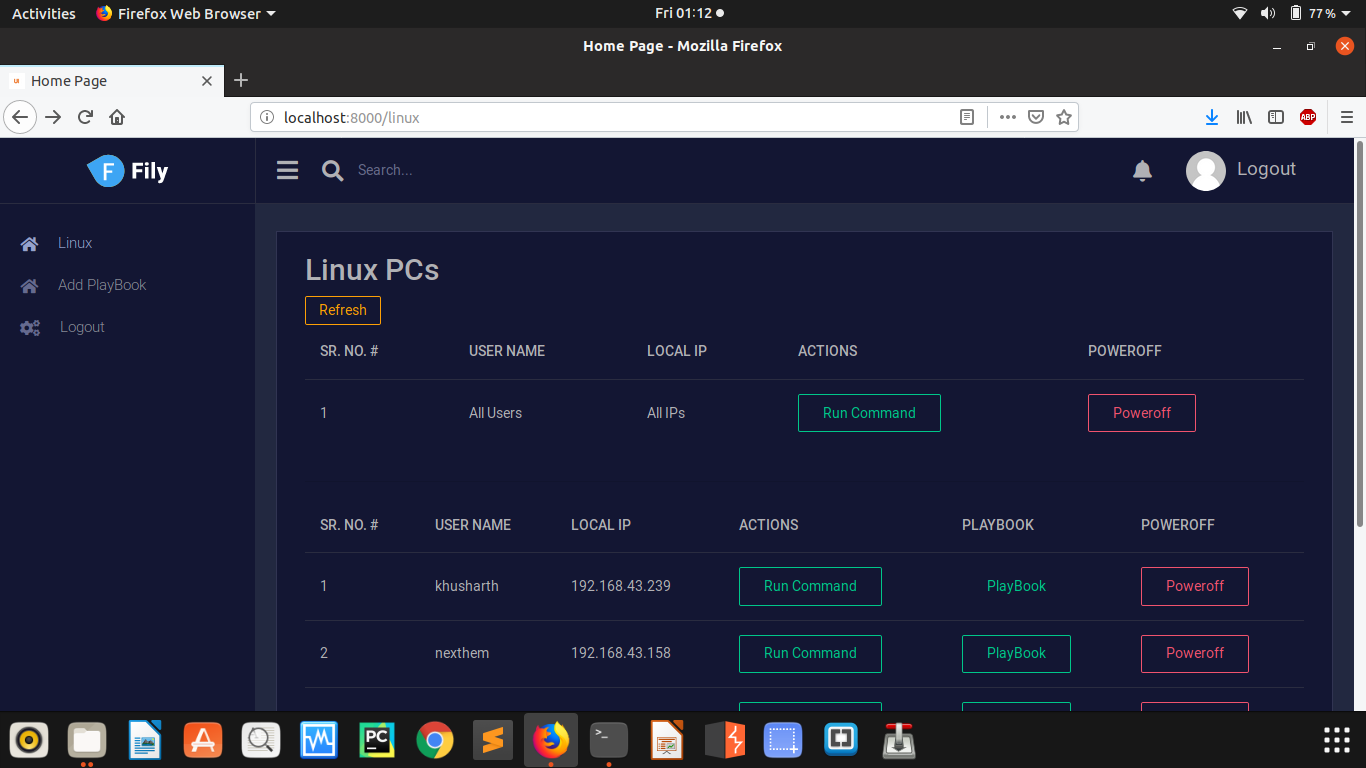 Activities Firefox Web Browser Fri 01:12 77 %
Home Page - Mozilla Firefox
Home Page
localhost:8000/linux ABP
F Fily Search... Logout
Linux
Add PlayBook
Logout
Linux PCs
Refresh
SR. NO. # USER NAME LOCAL IP ACTIONS POWEROFF
1 All Users All IPs Run Command Poweroff
SR. NO. # USER NAME LOCAL IP ACTIONS PLAYBOOK POWEROFF
1 khusharth 192.168.43.239 Run Command PlayBook Poweroff
2 nexthem 192.168.43.158 Run Command PlayBook Poweroff
PC >_